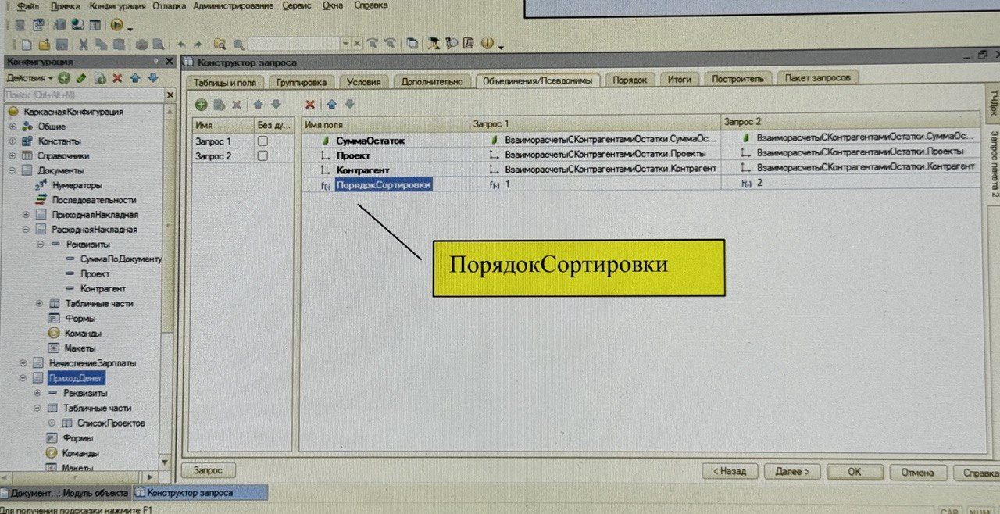 Файл Правка Конфигурация Отладка Администрирование Сервис Окна Справка
Конфигурация
Действия
Поиск (Ctrl+Alt+M)
КаркаснаяКонфигурация
Общие
Константы
Справочники
Документы
Нумераторы
Последовательности
ПриходнаяНакладная
РасходнаяНакладная
Реквизиты
СуммаПоДокументу
Проект
Контрагент
Табличные части
Формы
Команды
Макеты
НачислениеЗарплаты
ПриходДенег
Реквизиты
Табличные части
СписокПроектов
Формы
Команды
Макеты
Конструктор запроса
Таблицы и поля Группировка Условия Дополнительно Объединения/Псевдонимы Порядок Итоги Построитель Пакет запросов
Имя Без ду...
Запрос 1
Запрос 2
Имя поля Запрос 1 Запрос 2
СуммаОстаток ВзаиморасчетыСКонтрагентамиОстатки.СуммаОс... ВзаиморасчетыСКонтрагентамиОстатки.СуммаОс...
Проект ВзаиморасчетыСКонтрагентамиОстатки.Проекты ВзаиморасчетыСКонтрагентамиОстатки.Проекты
Контрагент ВзаиморасчетыСКонтрагентамиОстатки.Контрагент ВзаиморасчетыСКонтрагентамиОстатки.Контрагент
ПорядокСортировки 1 2
ПорядокСортировки
ТЧДок
Запрос пакета 2
Запрос
< Назад Далее > ОК Отмена Справка
Документ...: Модуль объекта Конструктор запроса
Для получения подсказки нажмите F1
CAP NUM